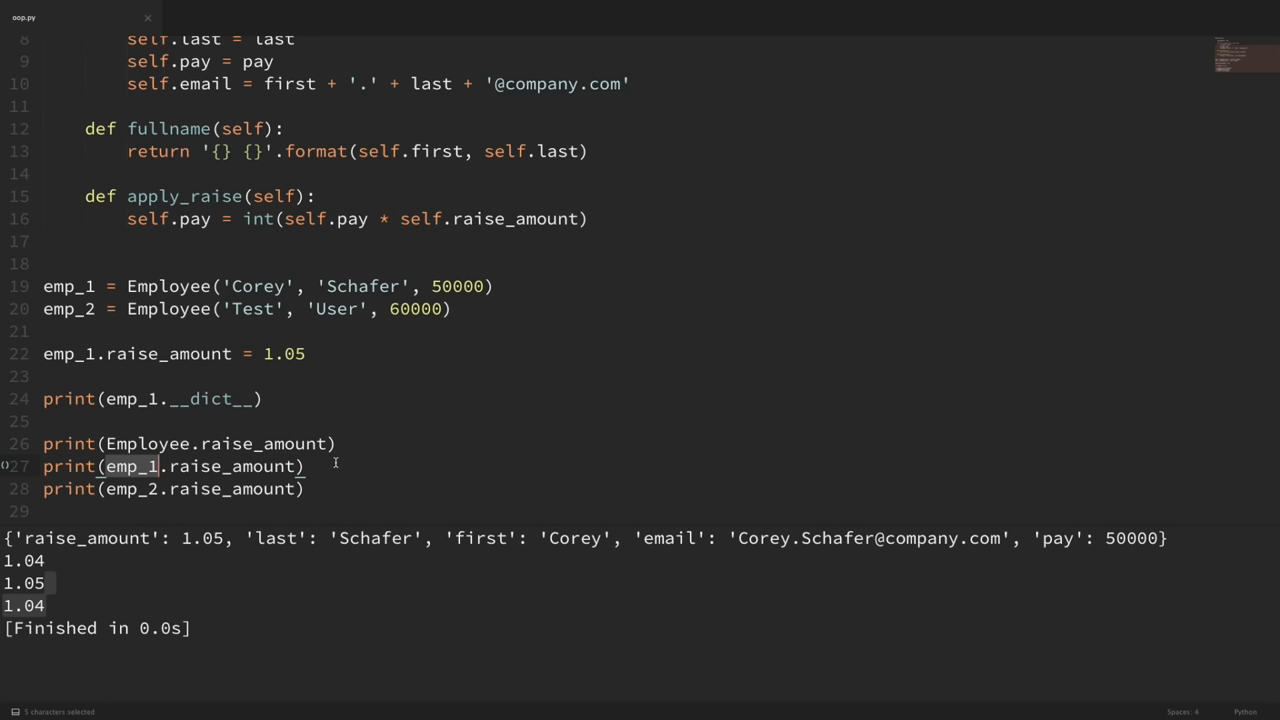 oop.py ×
8 self.last = last
9 self.pay = pay
10 self.email = first + '.' + last + '@company.com'
11
12 def fullname(self):
13 return '{} {}'.format(self.first, self.last)
14
15 def apply_raise(self):
16 self.pay = int(self.pay * self.raise_amount)
17
18
19 emp_1 = Employee('Corey', 'Schafer', 50000)
20 emp_2 = Employee('Test', 'User', 60000)
21
22 emp_1.raise_amount = 1.05
23
24 print(emp_1.__dict__)
25
26 print(Employee.raise_amount)
() 27 print(emp_1.raise_amount)
28 print(emp_2.raise_amount)
29
{'raise_amount': 1.05, 'last': 'Schafer', 'first': 'Corey', 'email': 'Corey.Schafer@company.com', 'pay': 50000}
1.04
1.05
1.04
[Finished in 0.0s]
5 characters selected Spaces: 4 Python